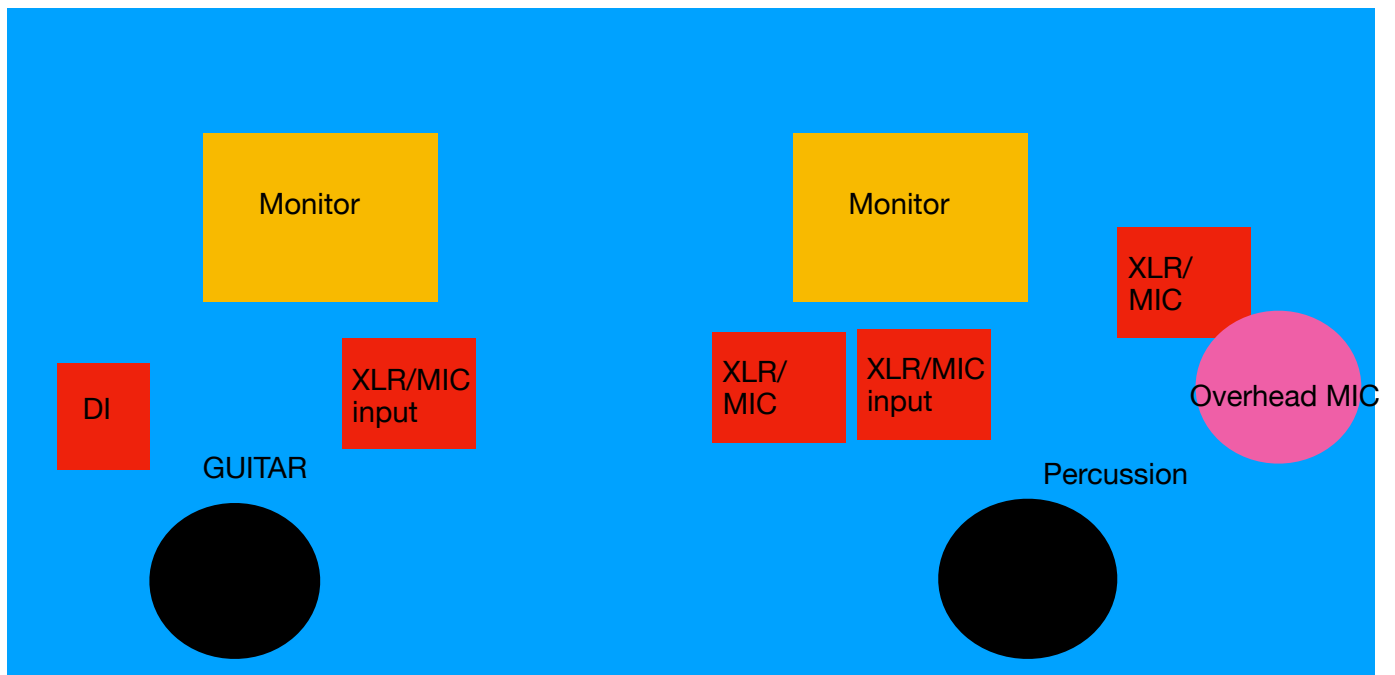 Monitor
Monitor
XLR/
MIC
DI
XLR/MIC
input
XLR/
MIC
XLR/MIC
input
Overhead MIC
GUITAR
Percussion